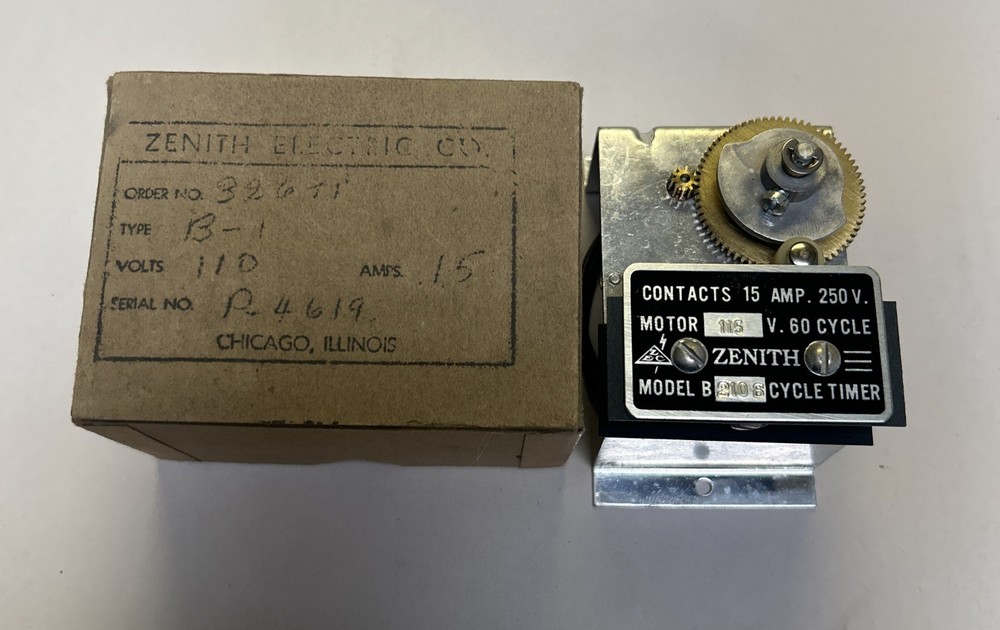 ZENITH ELECTRIC CO.
ORDER NO.
TYPE B-1
VOLTS 110 AMPS. 15
SERIAL NO. P-4619
CHICAGO, ILLINOIS
CONTACTS 15 AMP. 250 V.
MOTOR 115 V. 60 CYCLE
ZENITH
MODEL B 210 S CYCLE TIMER